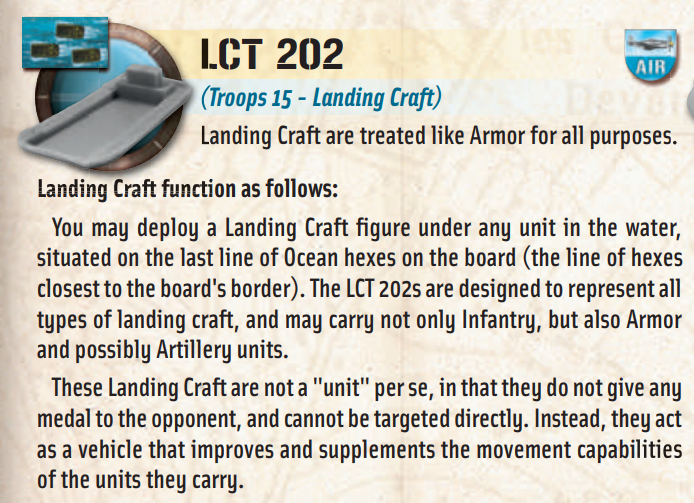 LCT 202
AIR
(Troops 15 - Landing Craft)
Landing Craft are treated like Armor for all purposes.
Landing Craft function as follows:
You may deploy a Landing Craft figure under any unit in the water,
situated on the last line of Ocean hexes on the board (the line of hexes
closest to the board's border). The LCT 202s are designed to represent all
types of landing craft, and may carry not only Infantry, but also Armor
and possibly Artillery units.
These Landing Craft are not a "unit" per se, in that they do not give any
medal to the opponent, and cannot be targeted directly. Instead, they act
as a vehicle that improves and supplements the movement capabilities
of the units they carry.